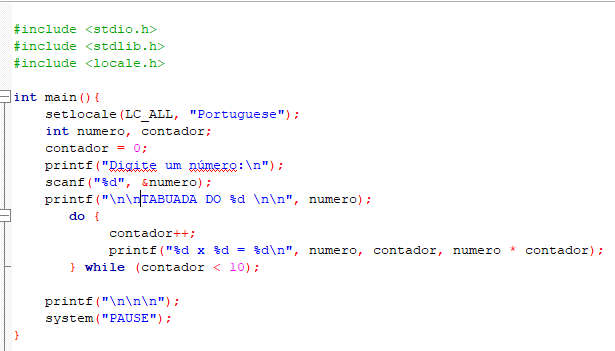 #include <stdio.h>
#include <stdlib.h>
#include <locale.h>
int main(){
setlocale(LC_ALL, "Portuguese");
int numero, contador;
contador = 0;
printf("Digite um número:\n");
scanf("%d", &numero);
printf("\n\nTABUADA DO %d \n\n", numero);
do {
contador++;
printf("%d x %d = %d\n", numero, contador, numero * contador);
} while (contador < 10);
printf("\n\n\n");
system("PAUSE");
}